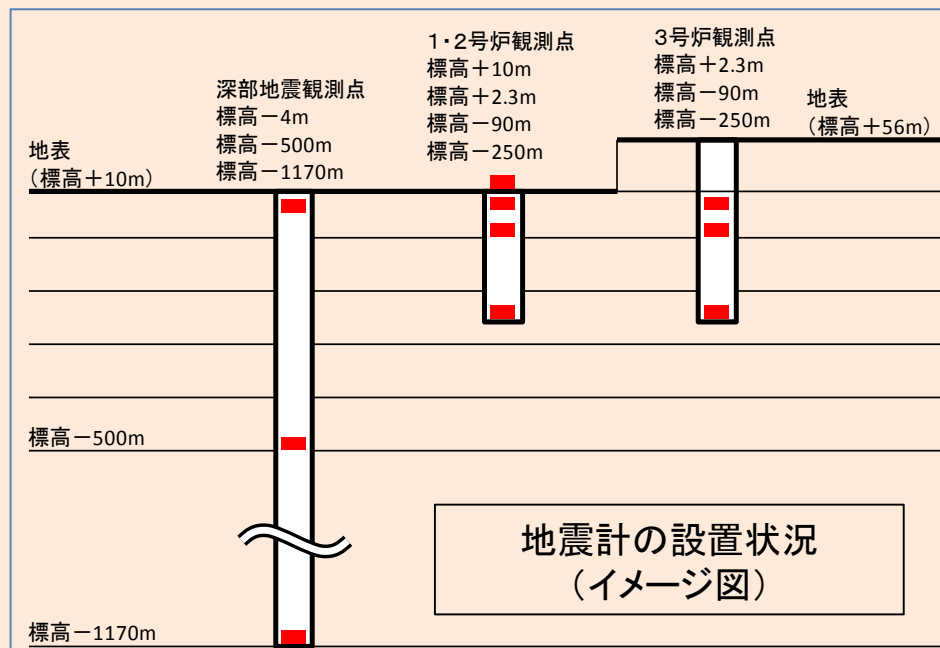 深部地震観測点
標高－4m
標高－500m
標高－1170m
1・2号炉観測点
標高＋10m
標高＋2.3m
標高－90m
標高－250m
3号炉観測点
標高＋2.3m
標高－90m
標高－250m
地表
（標高＋56m）
地表
（標高＋10m）
標高－500m
標高－1170m
地震計の設置状況
（イメージ図）